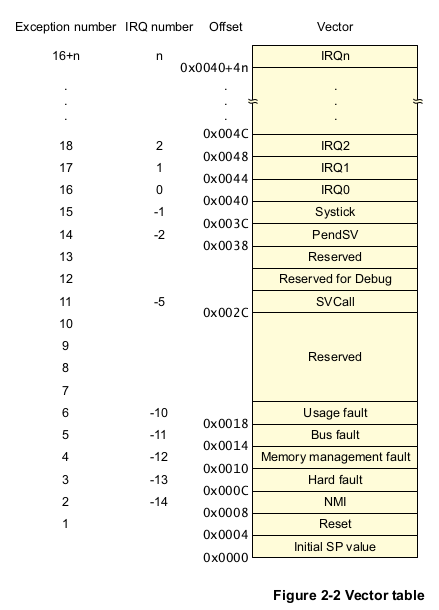 Exception number IRQ number Offset Vector
16+n n IRQn
0x0040+4n
. . . .
. . . .
. . . .
0x004C
18 2 IRQ2
0x0048
17 1 IRQ1
0x0044
16 0 IRQ0
0x0040
15 -1 Systick
0x003C
14 -2 PendSV
0x0038
13 Reserved
12 Reserved for Debug
11 -5 SVCall
0x002C
10
9
Reserved
8
7
6 -10 Usage fault
0x0018
5 -11 Bus fault
0x0014
4 -12 Memory management fault
0x0010
3 -13 Hard fault
0x000C
2 -14 NMI
0x0008
1 Reset
0x0004
Initial SP value
0x0000
Figure 2-2 Vector table